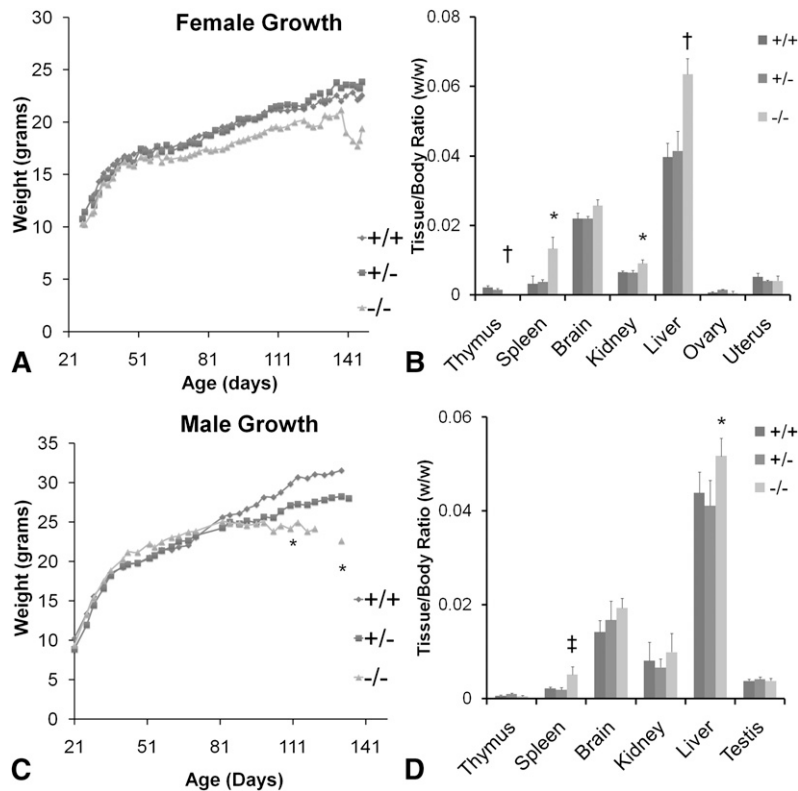 Female Growth
Weight (grams)
30
25
20
15
10
5
0
21 51 81 111 141
Age (days)
+/+
+/-
-/-
A
Tissue/Body Ratio (w/w)
0.08
0.06
0.04
0.02
0
† * * †
+/+
+/-
-/-
Thymus Spleen Brain Kidney Liver Ovary Uterus
B
Male Growth
Weight (grams)
35
30
25
20
15
10
5
0
21 51 81 111 141
Age (Days)
*
*
+/+
+/-
-/-
C
Tissue/Body Ratio (w/w)
0.06
0.04
0.02
0
‡ *
+/+
+/-
-/-
Thymus Spleen Brain Kidney Liver Testis
D